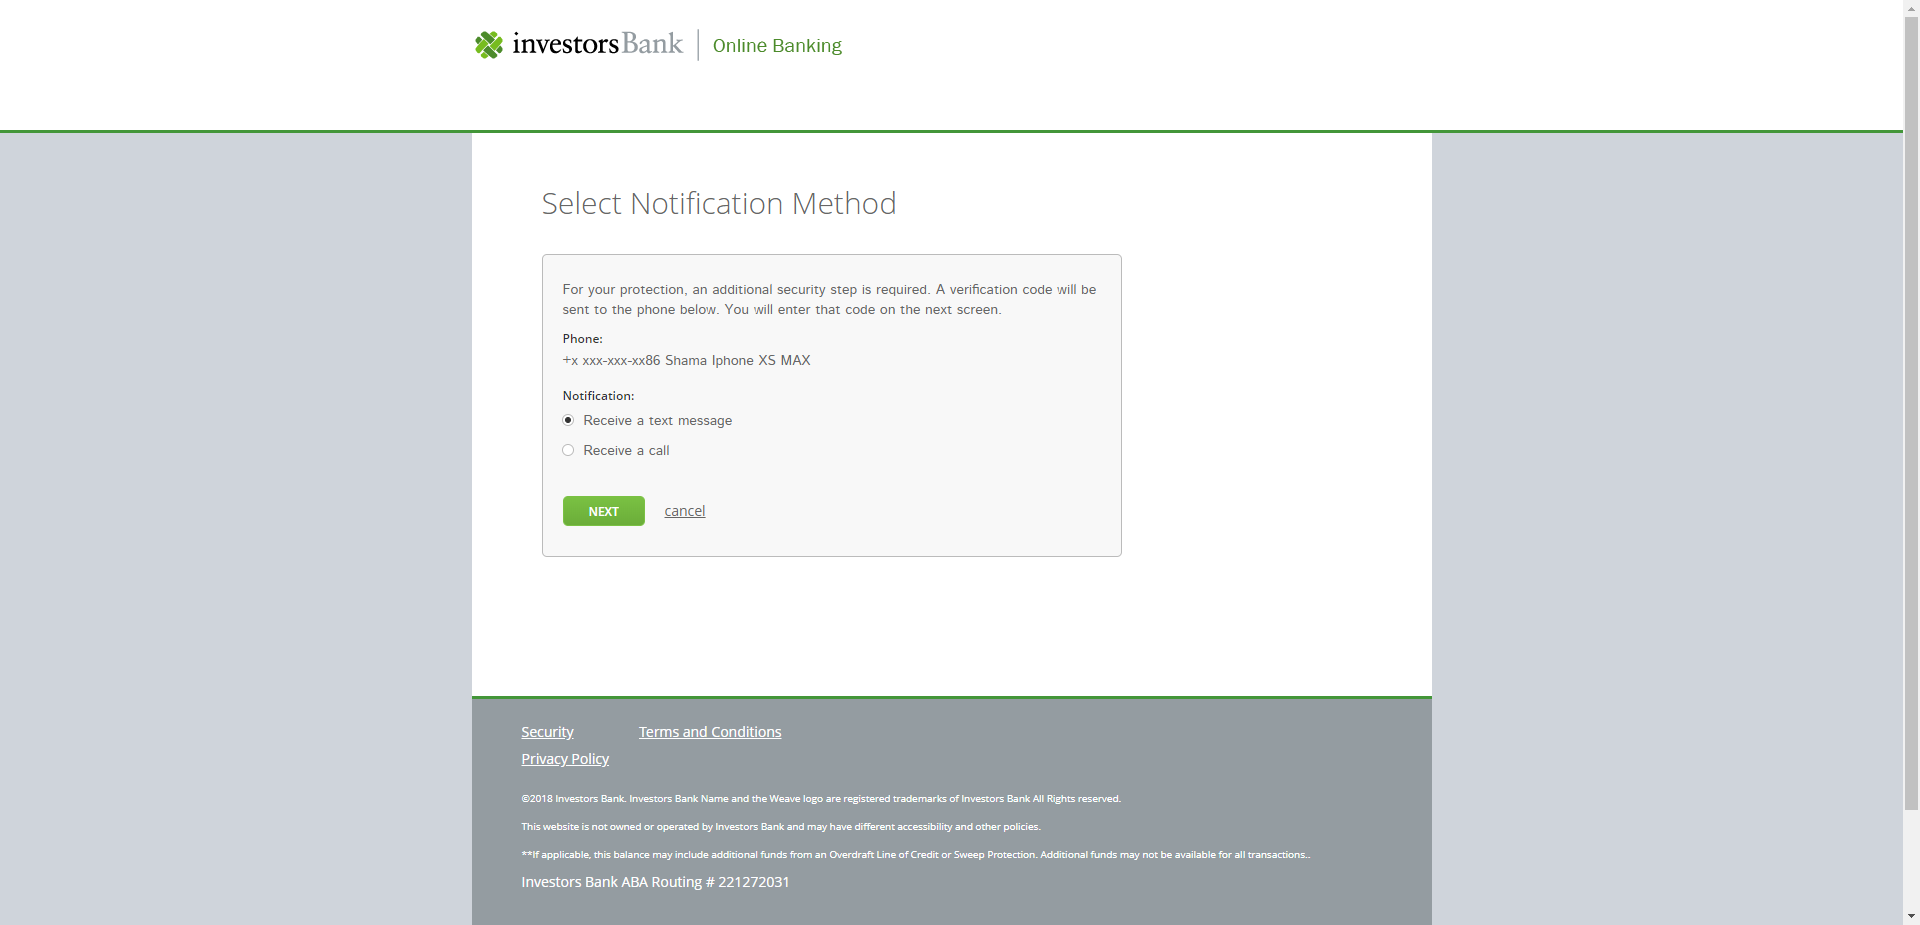 investorsBank Online Banking
Select Notification Method
For your protection, an additional security step is required. A verification code will be
sent to the phone below. You will enter that code on the next screen.
Phone:
+x xxx-xxx-xx86 Shama Iphone XS MAX
Notification:
Receive a text message
Receive a call
NEXT cancel
Security Terms and Conditions
Privacy Policy
©2018 Investors Bank. Investors Bank Name and the Weave logo are registered trademarks of Investors Bank All Rights reserved.
This website is not owned or operated by Investors Bank and may have different accessibility and other policies.
**If applicable, this balance may include additional funds from an Overdraft Line of Credit or Sweep Protection. Additional funds may not be available for all transactions..
Investors Bank ABA Routing # 221272031